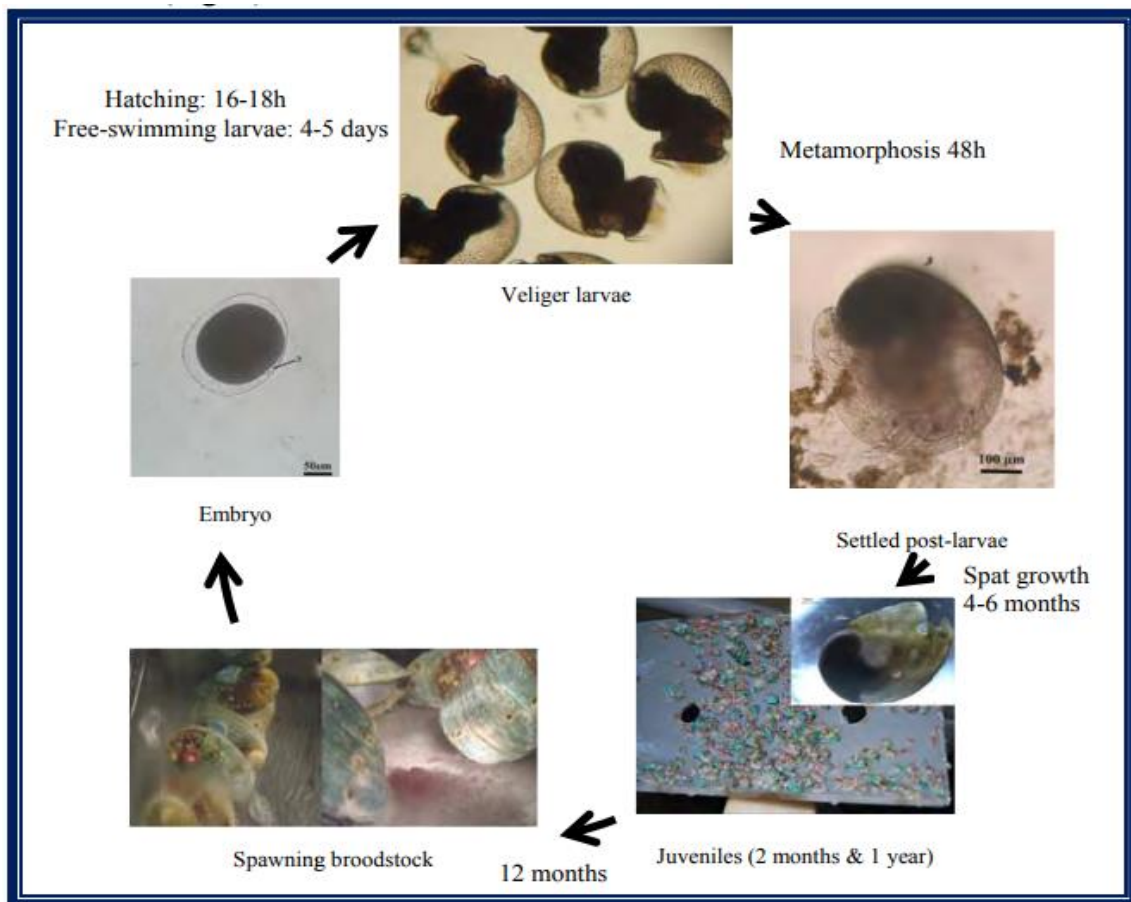 Hatching: 16-18h
Free-swimming larvae: 4-5 days
Metamorphosis 48h
Veliger larvae
50um
100 µm
Embryo
Settled post-larvae
Spat growth
4-6 months
Spawning broodstock
12 months
Juveniles (2 months & 1 year)